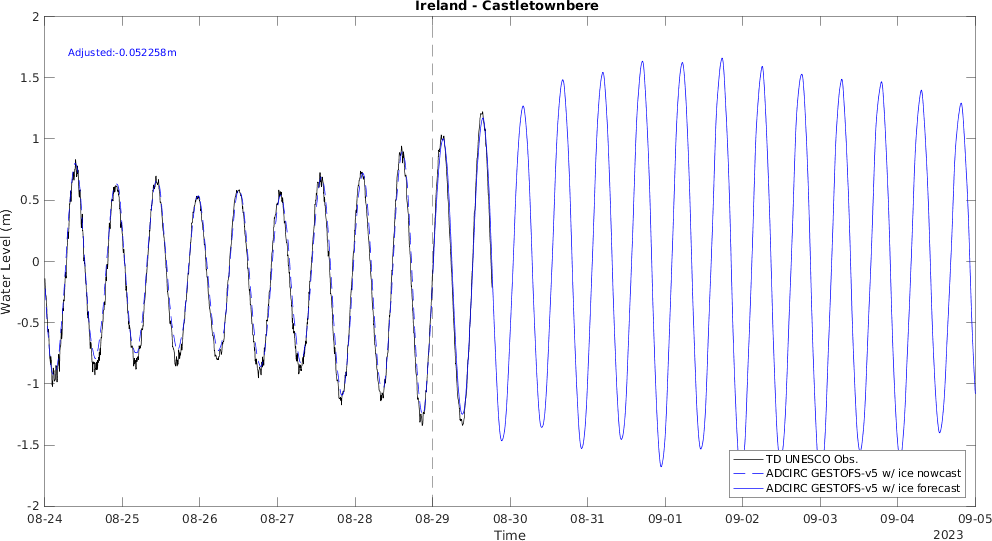 Ireland - Castletownbere
Adjusted:-0.052258m
2
1.5
1
0.5
0
-0.5
-1
-1.5
-2
Water Level (m)
TD UNESCO Obs.
ADCIRC GESTOFS-v5 w/ ice nowcast
ADCIRC GESTOFS-v5 w/ ice forecast
08-24 08-25 08-26 08-27 08-28 08-29 08-30 08-31 09-01 09-02 09-03 09-04 09-05
Time
2023